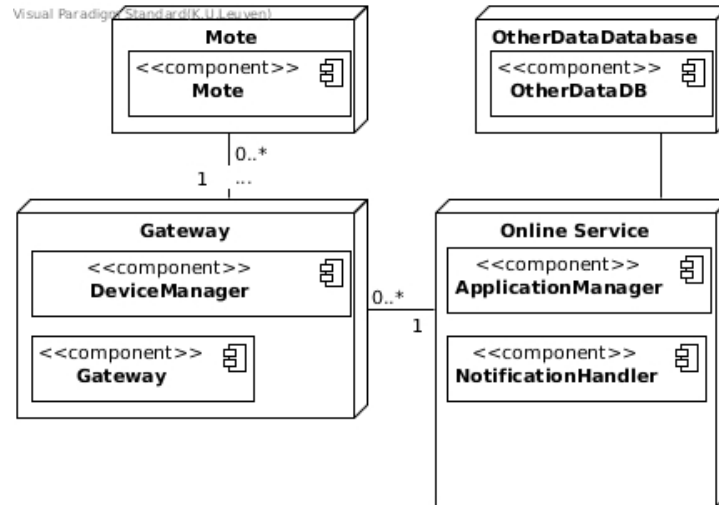 Visual Paradigm Standard(K.U.Leuven)
Mote
<<component>>
Mote
OtherDataDatabase
<<component>>
OtherDataDB
0..*
1
...
Gateway
<<component>>
DeviceManager
<<component>>
Gateway
0..*
1
Online Service
<<component>>
ApplicationManager
<<component>>
NotificationHandler